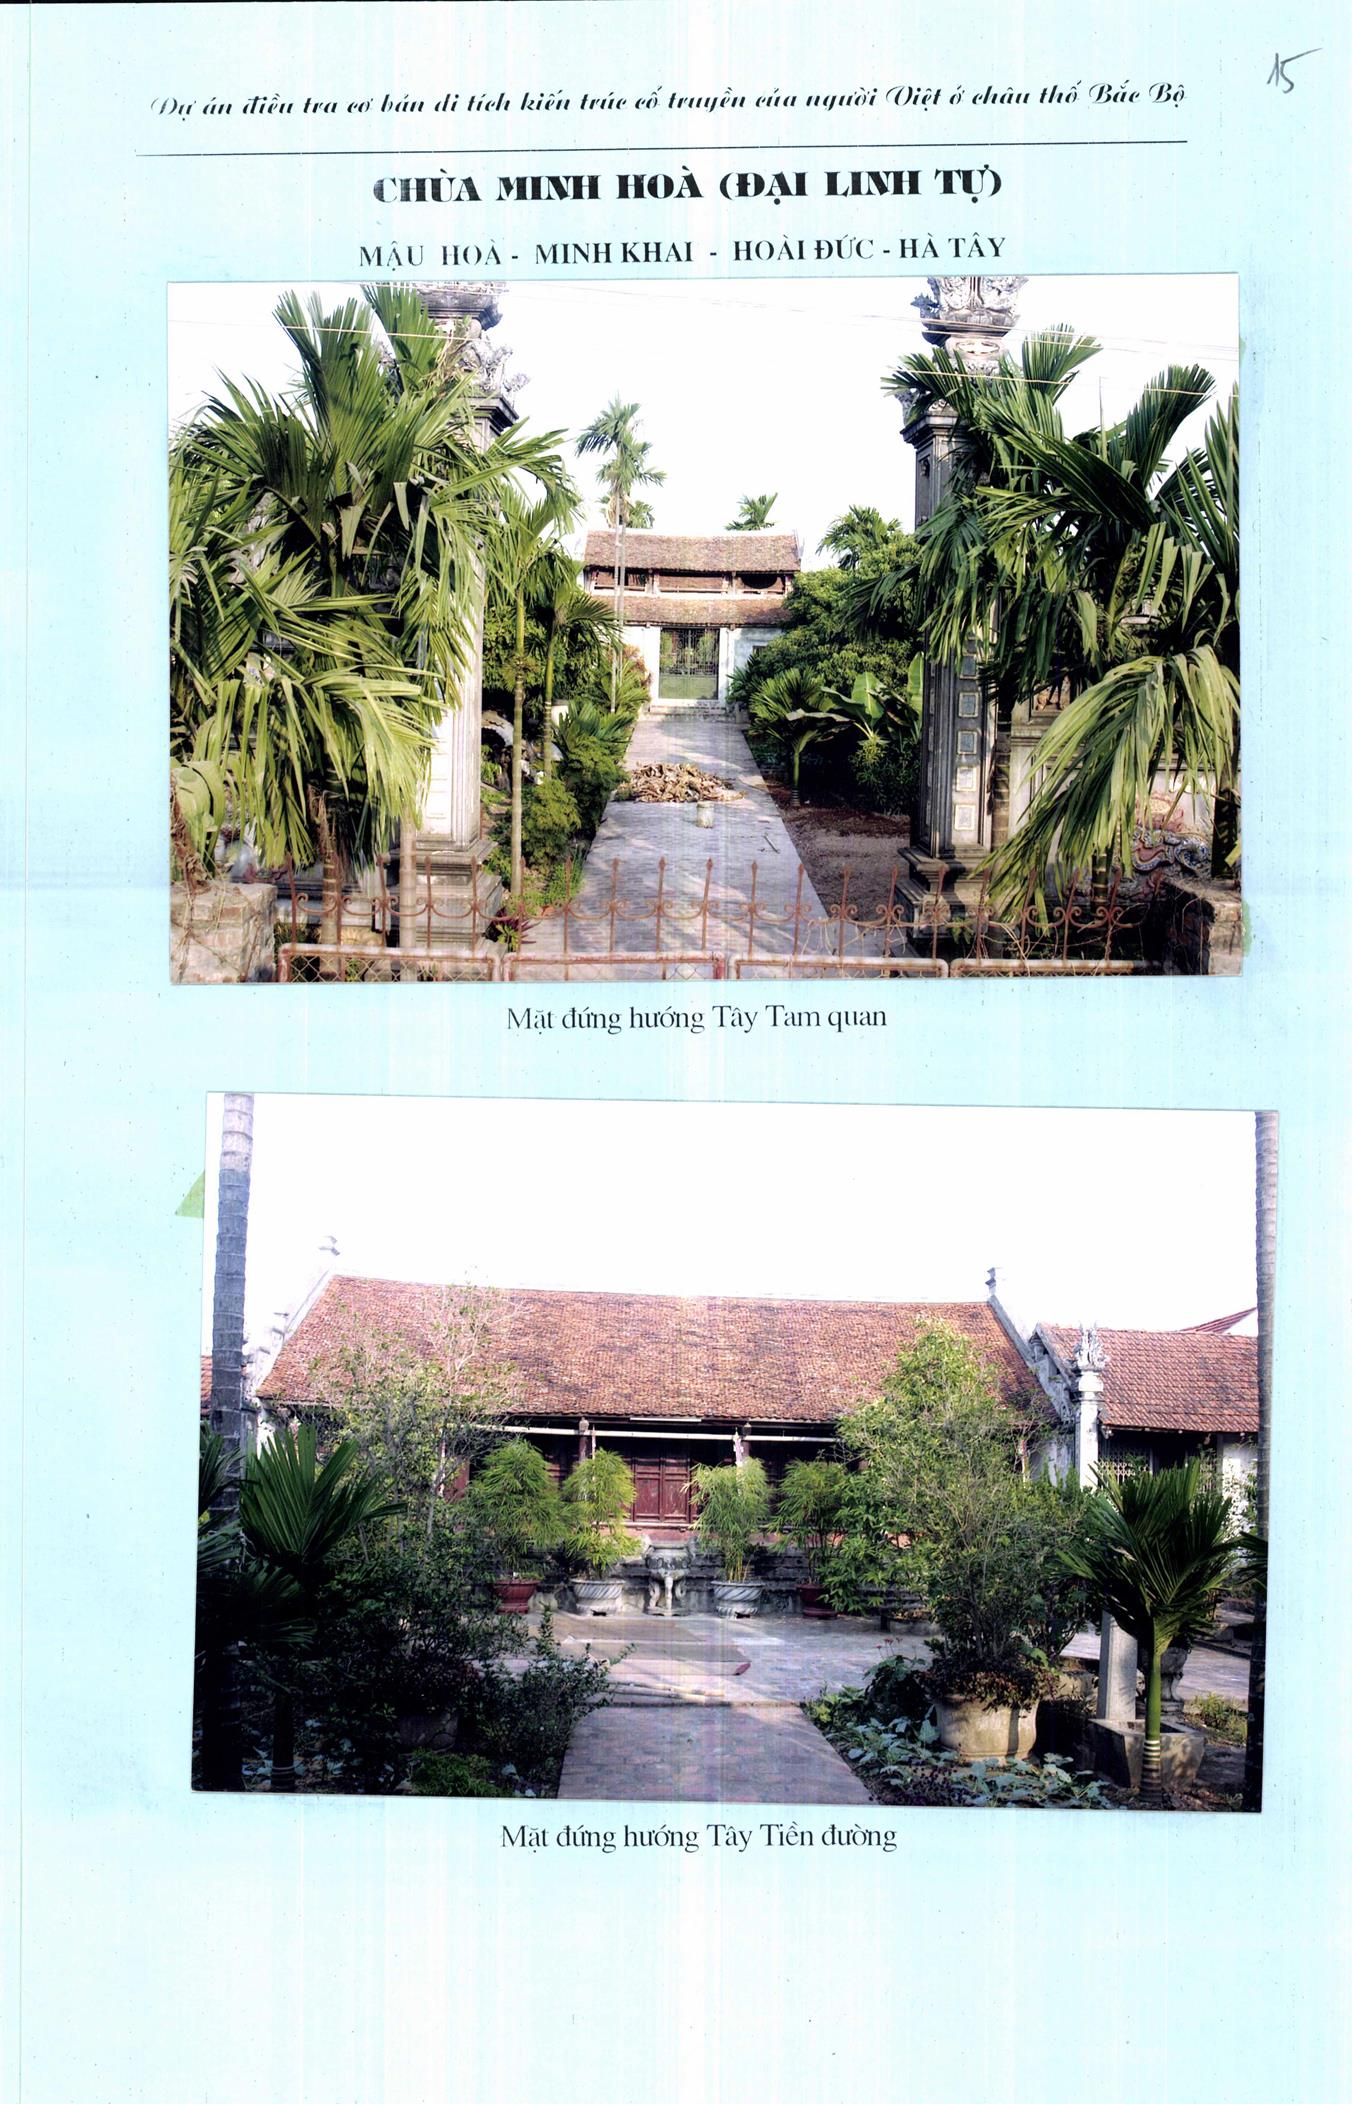 15
Dự án điều tra cơ bản di tích kiến trúc cổ truyền của người Việt ở châu thổ Bắc Bộ
CHÙA MINH HOÀ (ĐẠI LINH TỰ)
MẬU HOÀ - MINH KHAI - HOÀI ĐỨC - HÀ TÂY
Mặt đứng hướng Tây Tam quan
Mặt đứng hướng Tây Tiền đường